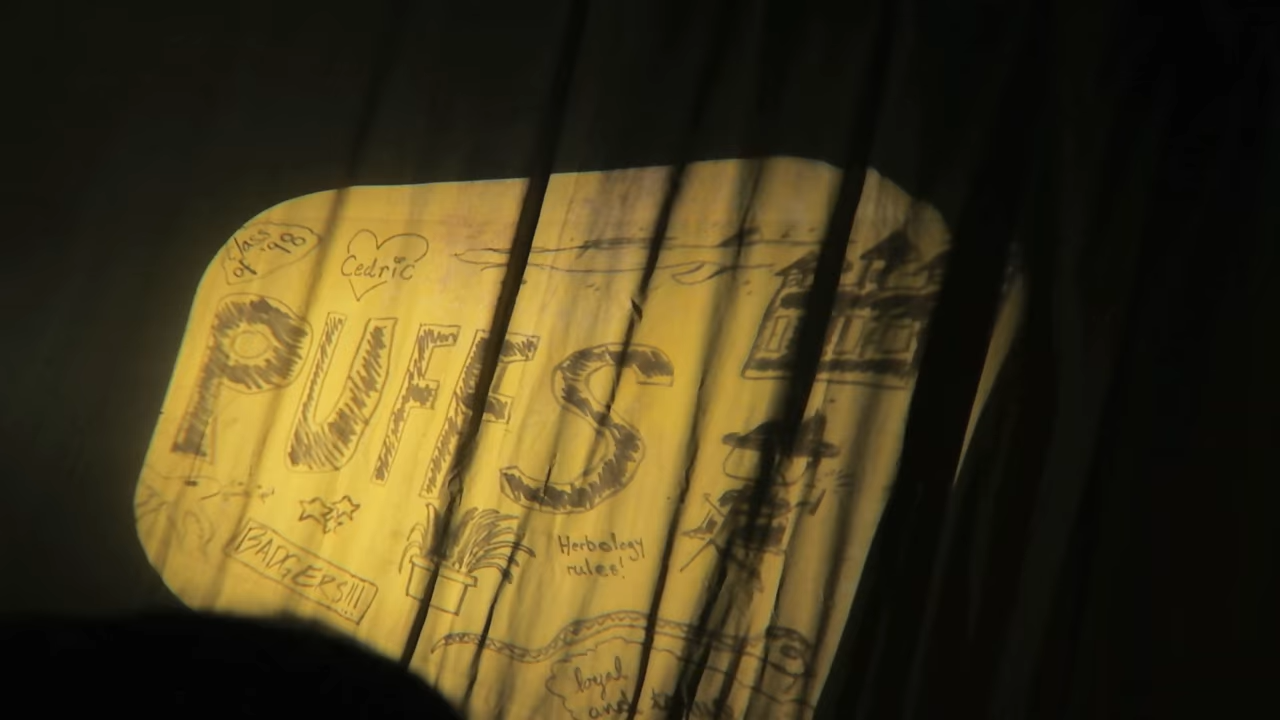 Class
of '98
Cedric
PUFFS
BADGERS!!!
Herbology
rules!
loyal
and